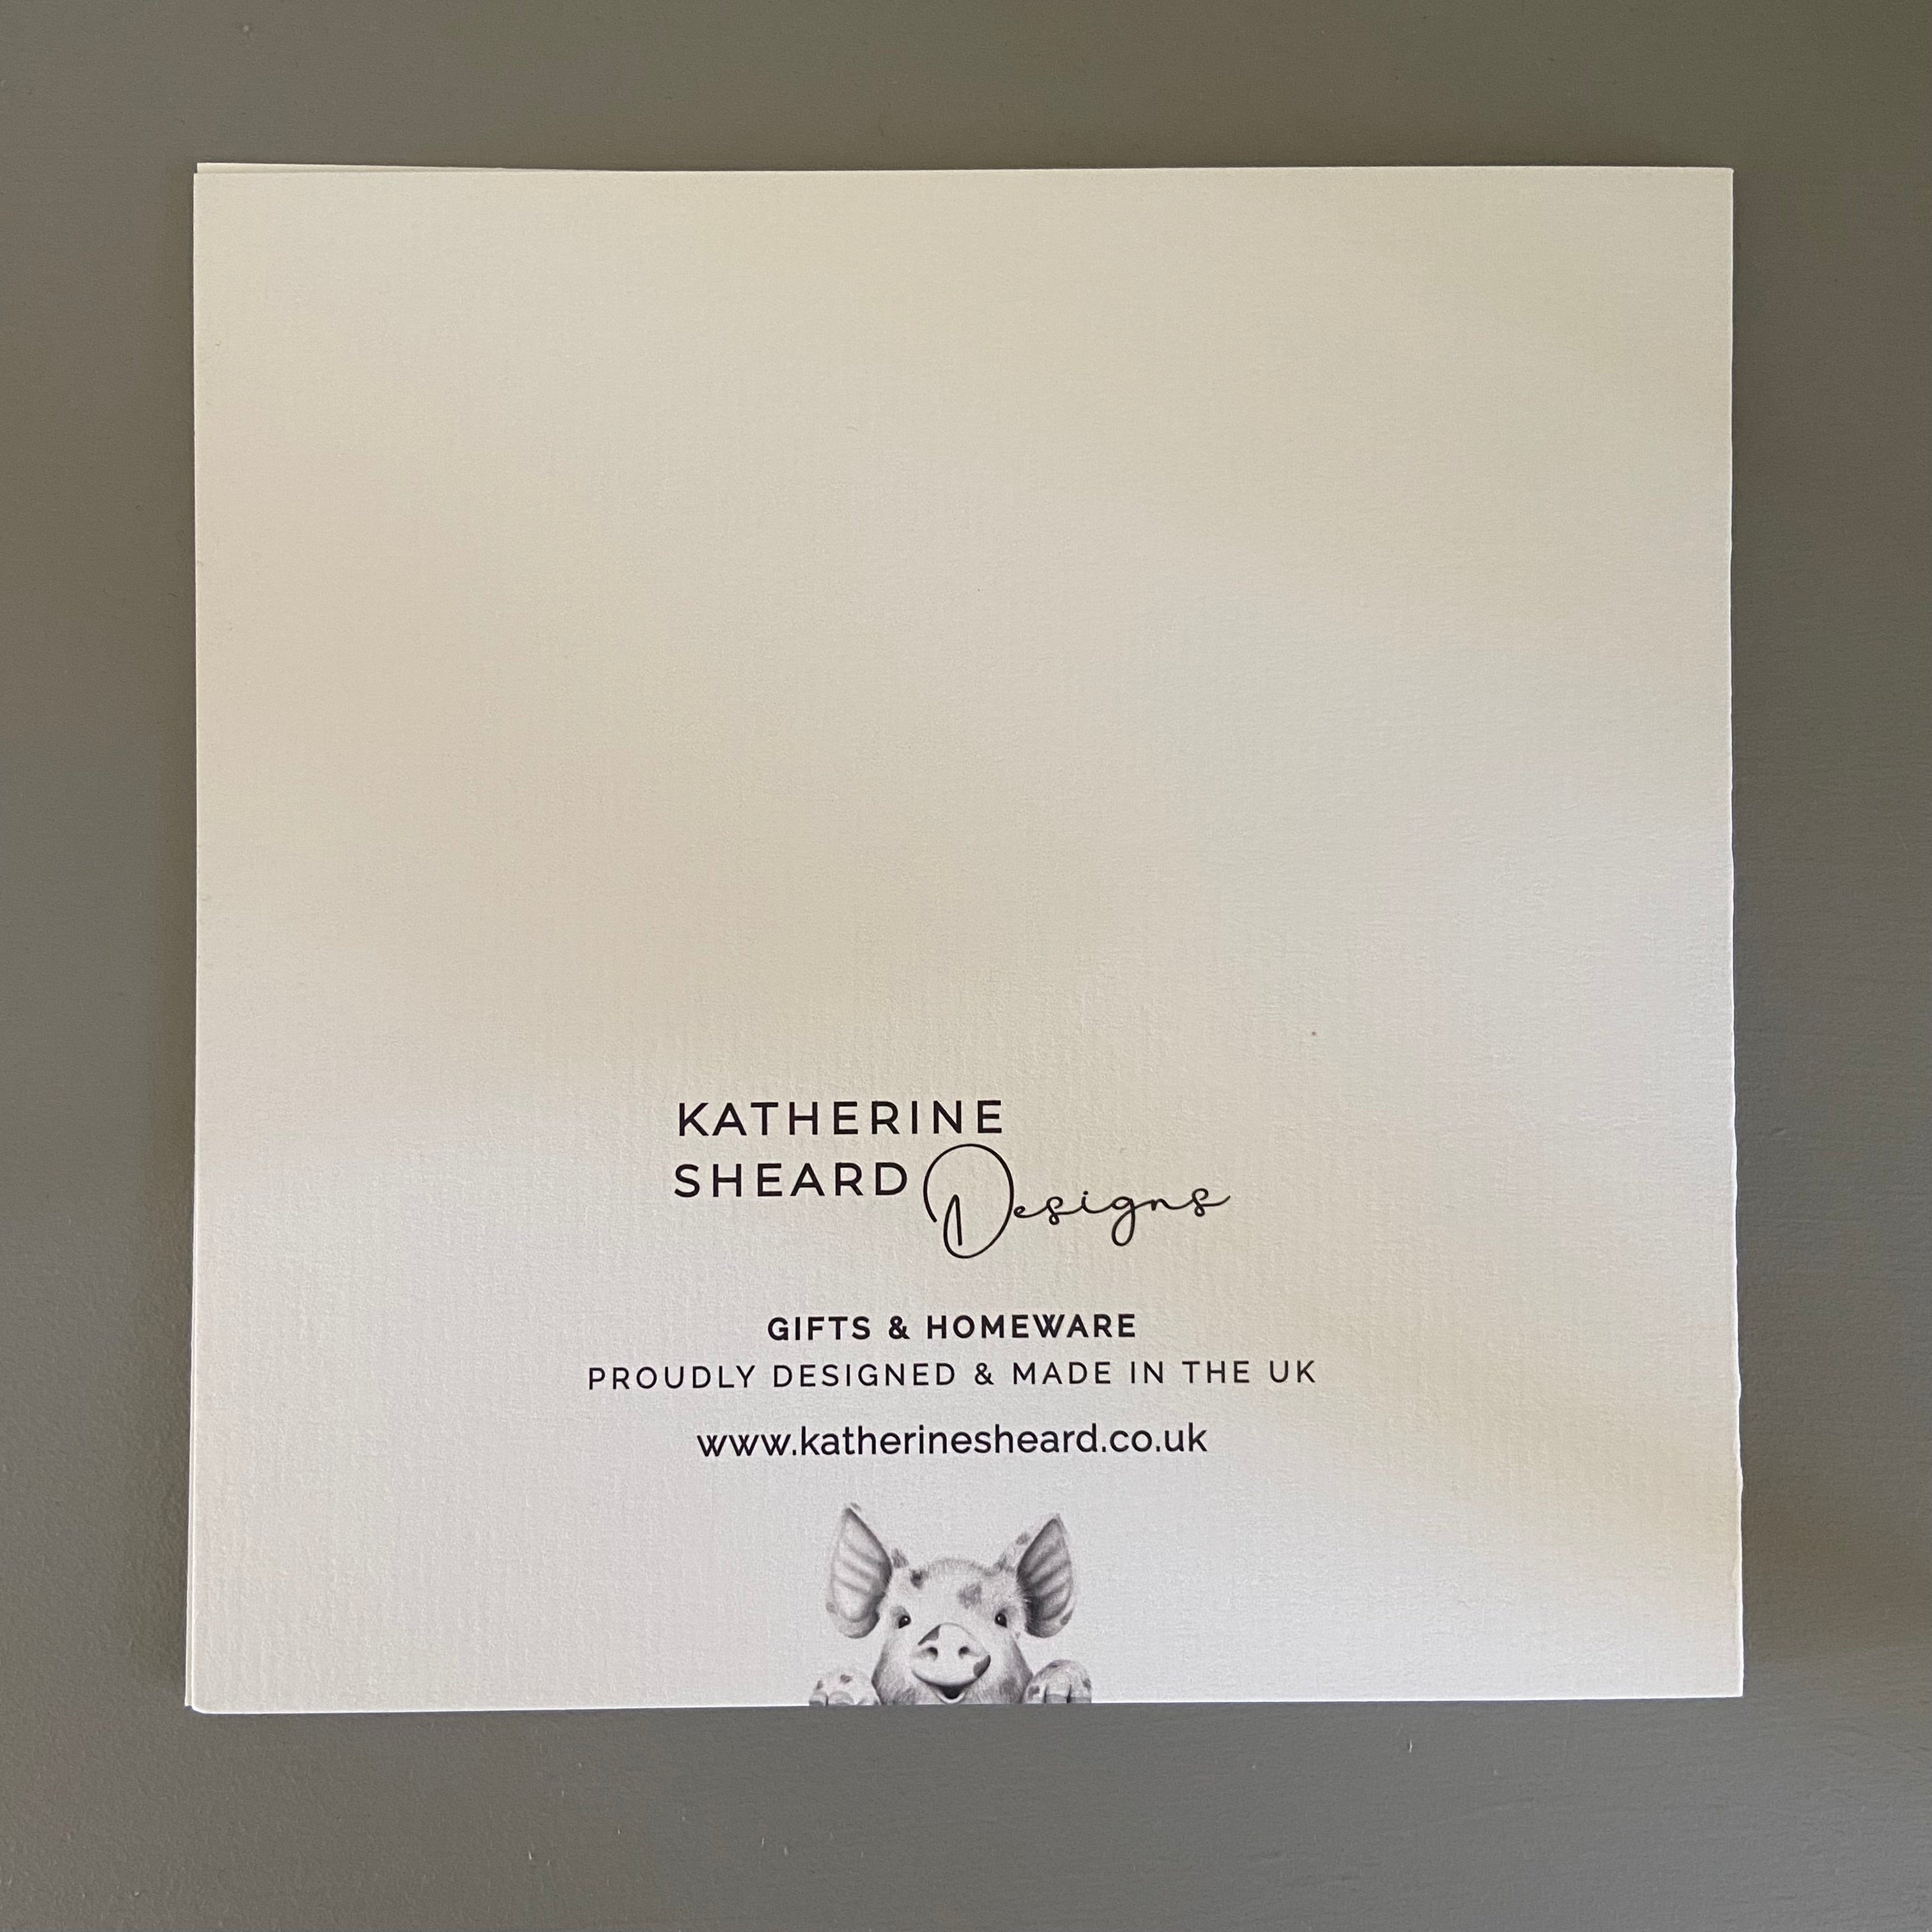 KATHERINE
SHEARD Designs
GIFTS & HOMEWARE
PROUDLY DESIGNED & MADE IN THE UK
www.katherinesheard.co.uk